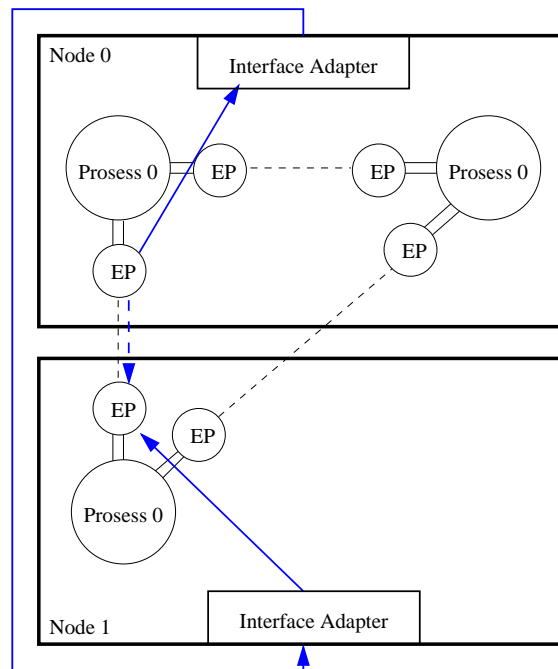 Node 0
Interface Adapter
Prosess 0
EP
EP
Prosess 0
EP
EP
EP
EP
Prosess 0
Interface Adapter
Node 1